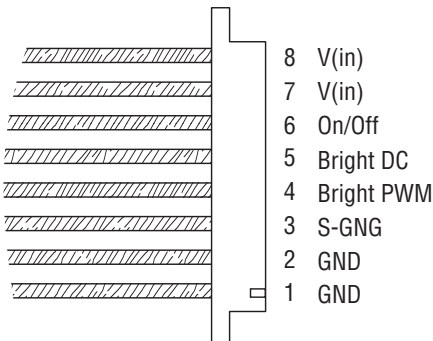 8 V(in)
7 V(in)
6 On/Off
5 Bright DC
4 Bright PWM
3 S-GNG
2 GND
1 GND